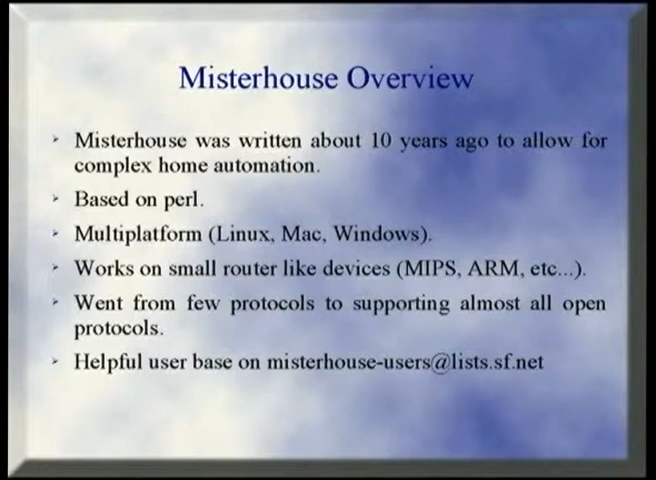 Misterhouse Overview
Misterhouse was written about 10 years ago to allow for
complex home automation.
Based on perl.
Multiplatform (Linux, Mac, Windows).
Works on small router like devices (MIPS, ARM, etc...).
Went from few protocols to supporting almost all open
protocols.
Helpful user base on misterhouse-users@lists.sf.net